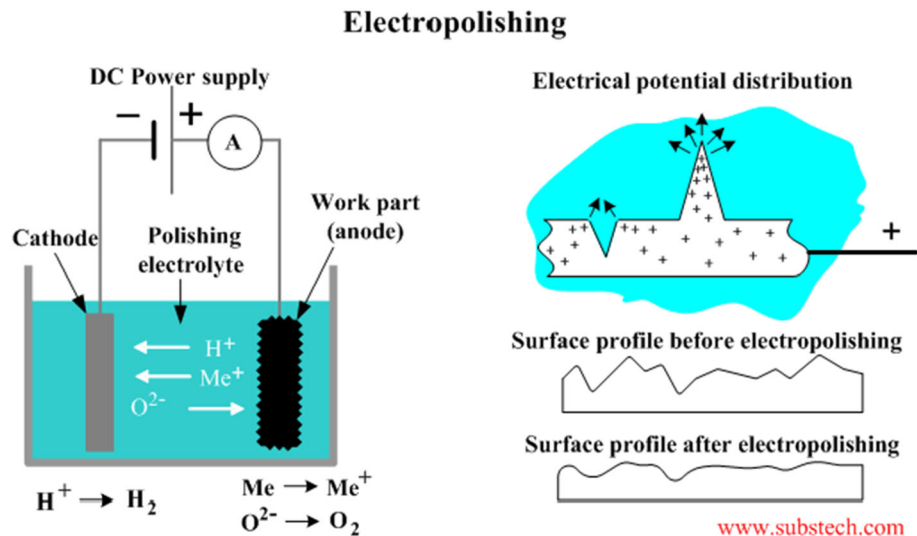 Electropolishing
DC Power supply
−
+
A
Cathode
Polishing
electrolyte
Work part
(anode)
H⁺
Me⁺
O²⁻
H⁺ → H₂
Me → Me⁺
O²⁻ → O₂
Electrical potential distribution
+
Surface profile before electropolishing
Surface profile after electropolishing
www.substech.com